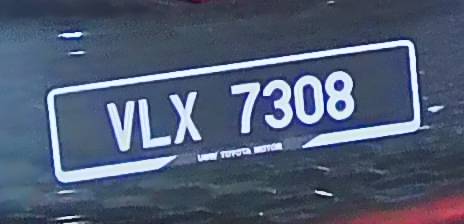 VLX 7308
UMW TOYOTA MOTOR